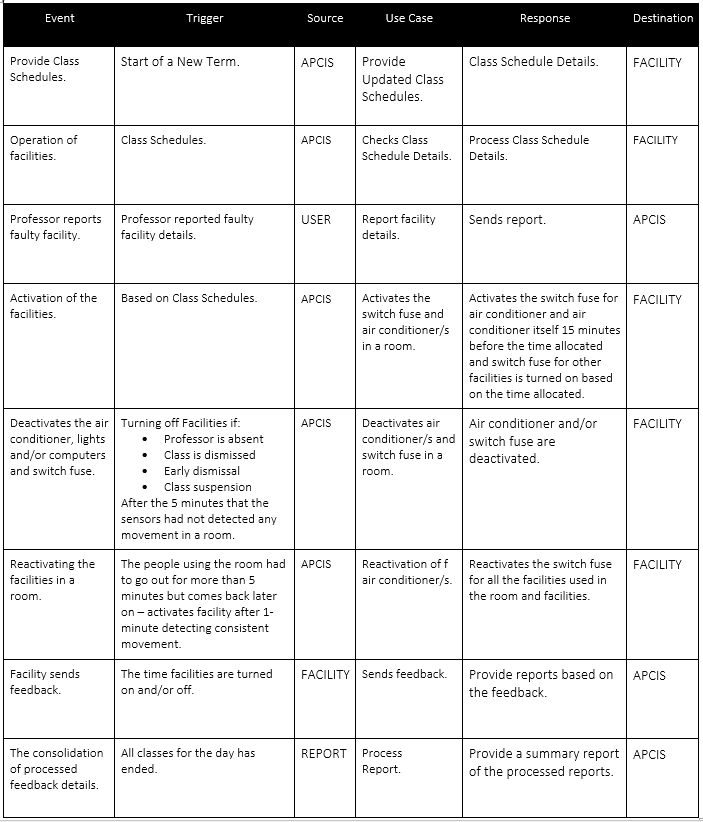 Event Trigger Source Use Case Response Destination
Provide Class
Schedules.
Start of a New Term.
APCIS
Provide
Updated Class
Schedules.
Class Schedule Details.
FACILITY
Operation of
facilities.
Class Schedules.
APCIS
Checks Class
Schedule Details.
Process Class Schedule
Details.
FACILITY
Professor reports
faulty facility.
Professor reported faulty
facility details.
USER
Report facility
details.
Sends report.
APCIS
Activation of the
facilities.
Based on Class Schedules.
APCIS
Activates the
switch fuse and
air conditioner/s
in a room.
Activates the switch fuse for
air conditioner and air
conditioner itself 15 minutes
before the time allocated
and switch fuse for other
facilities is turned on based
on the time allocated.
FACILITY
Deactivates the air
conditioner, lights
and/or computers
and switch fuse.
Turning off Facilities if:
• Professor is absent
• Class is dismissed
• Early dismissal
• Class suspension
After the 5 minutes that the
sensors had not detected any
movement in a room.
APCIS
Deactivates air
conditioner/s and
switch fuse in a
room.
Air conditioner and/or
switch fuse are
deactivated.
FACILITY
Reactivating the
facilities in a
room.
The people using the room had
to go out for more than 5
minutes but comes back later
on – activates facility after 1-
minute detecting consistent
movement.
APCIS
Reactivation of f
air conditioner/s.
Reactivates the switch fuse
for all the facilities used in
the room and facilities.
FACILITY
Facility sends
feedback.
The time facilities are turned
on and/or off.
FACILITY
Sends feedback.
Provide reports based on
the feedback.
APCIS
The consolidation
of processed
feedback details.
All classes for the day has
ended.
REPORT
Process
Report.
Provide a summary report
of the processed reports.
APCIS